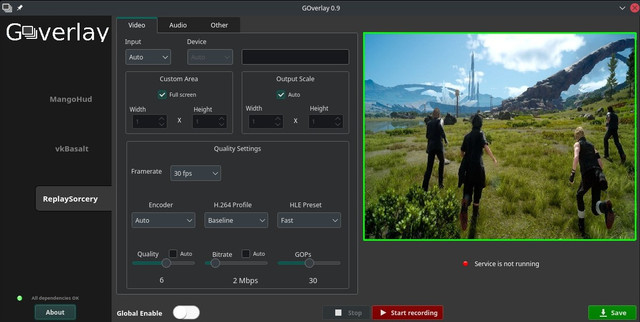 GOverlay 0.9
GOverlay
Video
Audio
Other
Input
Device
Auto
Auto
Custom Area
Output Scale
Full screen
Auto
Width
Height
Width
Height
1
X
1
1
X
1
MangoHud
vkBasalt
ReplaySorcery
Quality Settings
Framerate
30 fps
Encoder
H.264 Profile
HLE Preset
Auto
Baseline
Fast
Quality
Auto
Bitrate
Auto
GOPs
6
2 Mbps
30
Service is not running
All dependencies OK
About
Global Enable
Stop
Start recording
Save